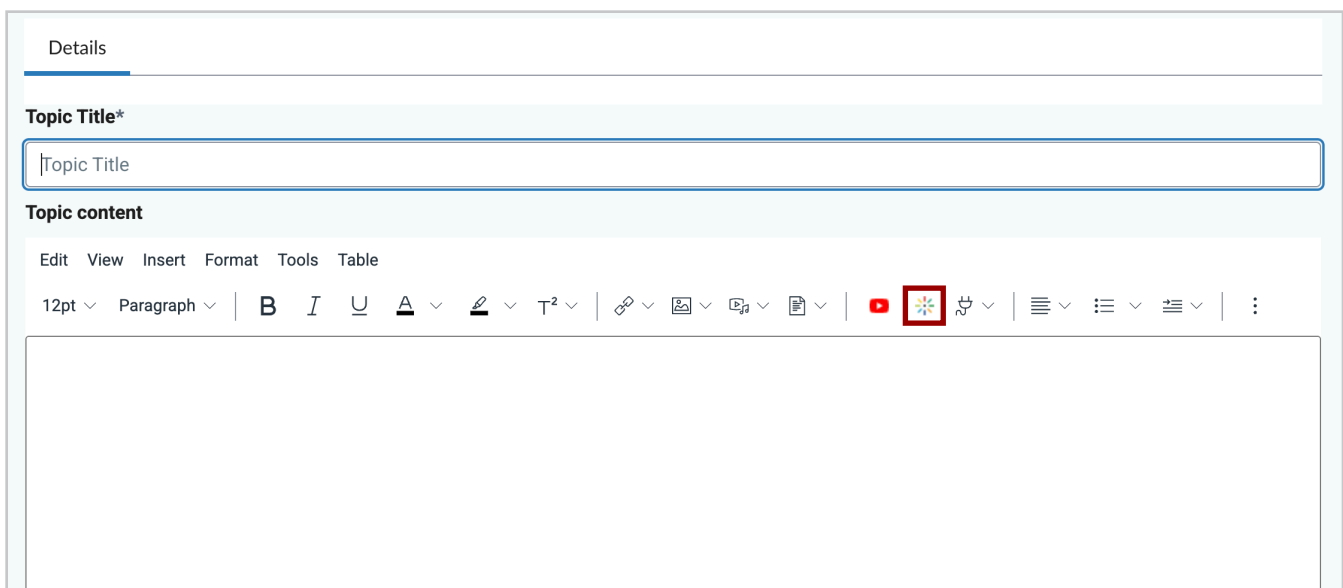 Details
Topic Title*
Topic Title
Topic content
Edit View Insert Format Tools Table
12pt Paragraph B I U A T²